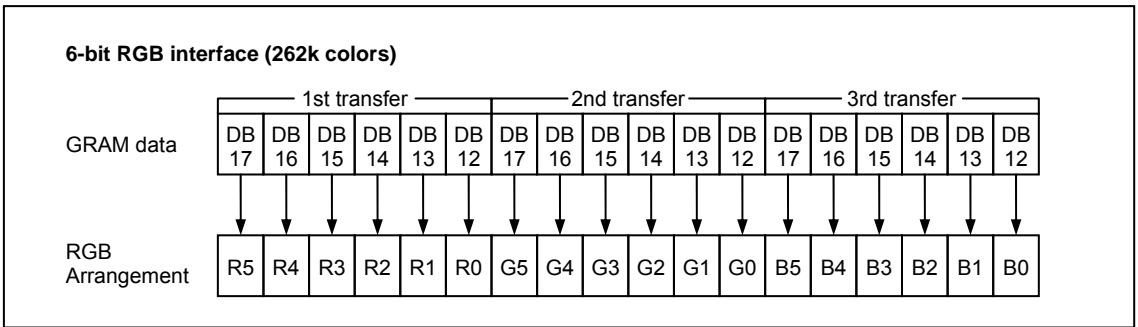 6-bit RGB interface (262k colors)
1st transfer 2nd transfer 3rd transfer
GRAM data
DB 17 DB 16 DB 15 DB 14 DB 13 DB 12 DB 17 DB 16 DB 15 DB 14 DB 13 DB 12 DB 17 DB 16 DB 15 DB 14 DB 13 DB 12
RGB
Arrangement
R5 R4 R3 R2 R1 R0 G5 G4 G3 G2 G1 G0 B5 B4 B3 B2 B1 B0